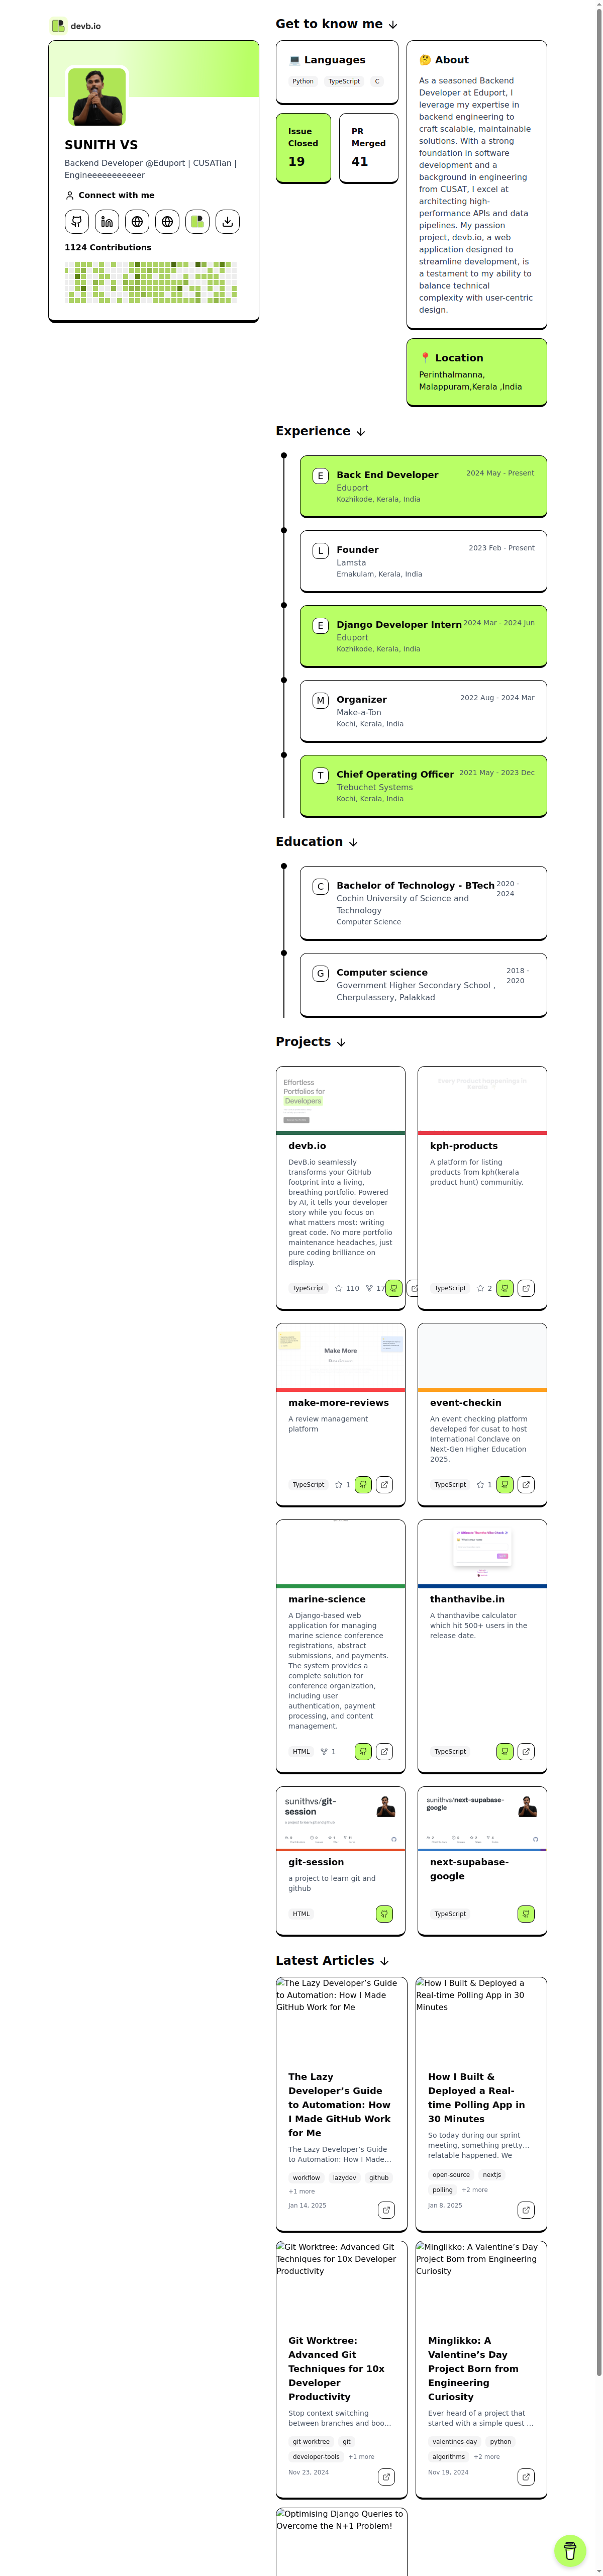 devb.io
SUNITH VS
Backend Developer @Eduport | CUSATian |
Engineeeeeeeeeeer
Connect with me
1124 Contributions
Get to know me
💻 Languages
Python TypeScript C
Issue
Closed
19
PR
Merged
41
🤔 About
As a seasoned Backend
Developer at Eduport, I
leverage my expertise in
backend engineering to
craft scalable, maintainable
solutions. With a strong
foundation in software
development and a
background in engineering
from CUSAT, I excel at
architecting high-
performance APIs and data
pipelines. My passion
project, devb.io, a web
application designed to
streamline development, is
a testament to my ability to
balance technical
complexity with user-centric
design.
📍 Location
Perinthalmanna,
Malappuram,Kerala ,India
Experience
E
Back End Developer
2024 May - Present
Eduport
Kozhikode, Kerala, India
L
Founder
2023 Feb - Present
Lamsta
Ernakulam, Kerala, India
E
Django Developer Intern
2024 Mar - 2024 Jun
Eduport
Kozhikode, Kerala, India
M
Organizer
2022 Aug - 2024 Mar
Make-a-Ton
Kochi, Kerala, India
T
Chief Operating Officer
2021 May - 2023 Dec
Trebuchet Systems
Kochi, Kerala, India
Education
C
Bachelor of Technology - BTech
2020 -
2024
Cochin University of Science and
Technology
Computer Science
G
Computer science
2018 -
2020
Government Higher Secondary School ,
Cherpulassery, Palakkad
Projects
Effortless
Portfolios for
Developers
devb.io
DevB.io seamlessly
transforms your GitHub
footprint into a living,
breathing portfolio. Powered
by AI, it tells your developer
story while you focus on
what matters most: writing
great code. No more portfolio
maintenance headaches, just
pure coding brilliance on
display.
TypeScript 110 17
kph-products
A platform for listing
products from kph(kerala
product hunt) communitiy.
TypeScript 2
Make More
make-more-reviews
A review management
platform
TypeScript 1
event-checkin
An event checking platform
developed for cusat to host
International Conclave on
Next-Gen Higher Education
2025.
TypeScript 1
marine-science
A Django-based web
application for managing
marine science conference
registrations, abstract
submissions, and payments.
The system provides a
complete solution for
conference organization,
including user
authentication, payment
processing, and content
management.
HTML 1
thanthavibe.in
A thanthavibe calculator
which hit 500+ users in the
release date.
TypeScript
sunithvs/git-
session
a project to learn git and github
git-session
a project to learn git and
github
HTML
sunithvs/next-supabase-
google
next-supabase-
google
TypeScript
Latest Articles
The Lazy Developer's Guide
to Automation: How I Made
GitHub Work for Me
The Lazy
Developer's Guide
to Automation: How
I Made GitHub Work
for Me
The Lazy Developer's Guide
to Automation: How I Made...
workflow lazydev github
+1 more
Jan 14, 2025
How I Built & Deployed a
Real-time Polling App in 30
Minutes
How I Built &
Deployed a Real-
time Polling App in
30 Minutes
So today during our sprint
meeting, something pretty...
relatable happened. We
open-source nextjs
polling +2 more
Jan 8, 2025
Git Worktree: Advanced Git
Techniques for 10x Developer
Productivity
Git Worktree:
Advanced Git
Techniques for 10x
Developer
Productivity
Stop context switching
between branches and boo...
git-worktree git
developer-tools +1 more
Nov 23, 2024
Minglikko: A Valentine's Day
Project Born from Engineering
Curiosity
Minglikko: A
Valentine's Day
Project Born from
Engineering
Curiosity
Ever heard of a project that
started with a simple quest ...
valentines-day python
algorithms +2 more
Nov 19, 2024
Optimising Django Queries to
Overcome the N+1 Problem!